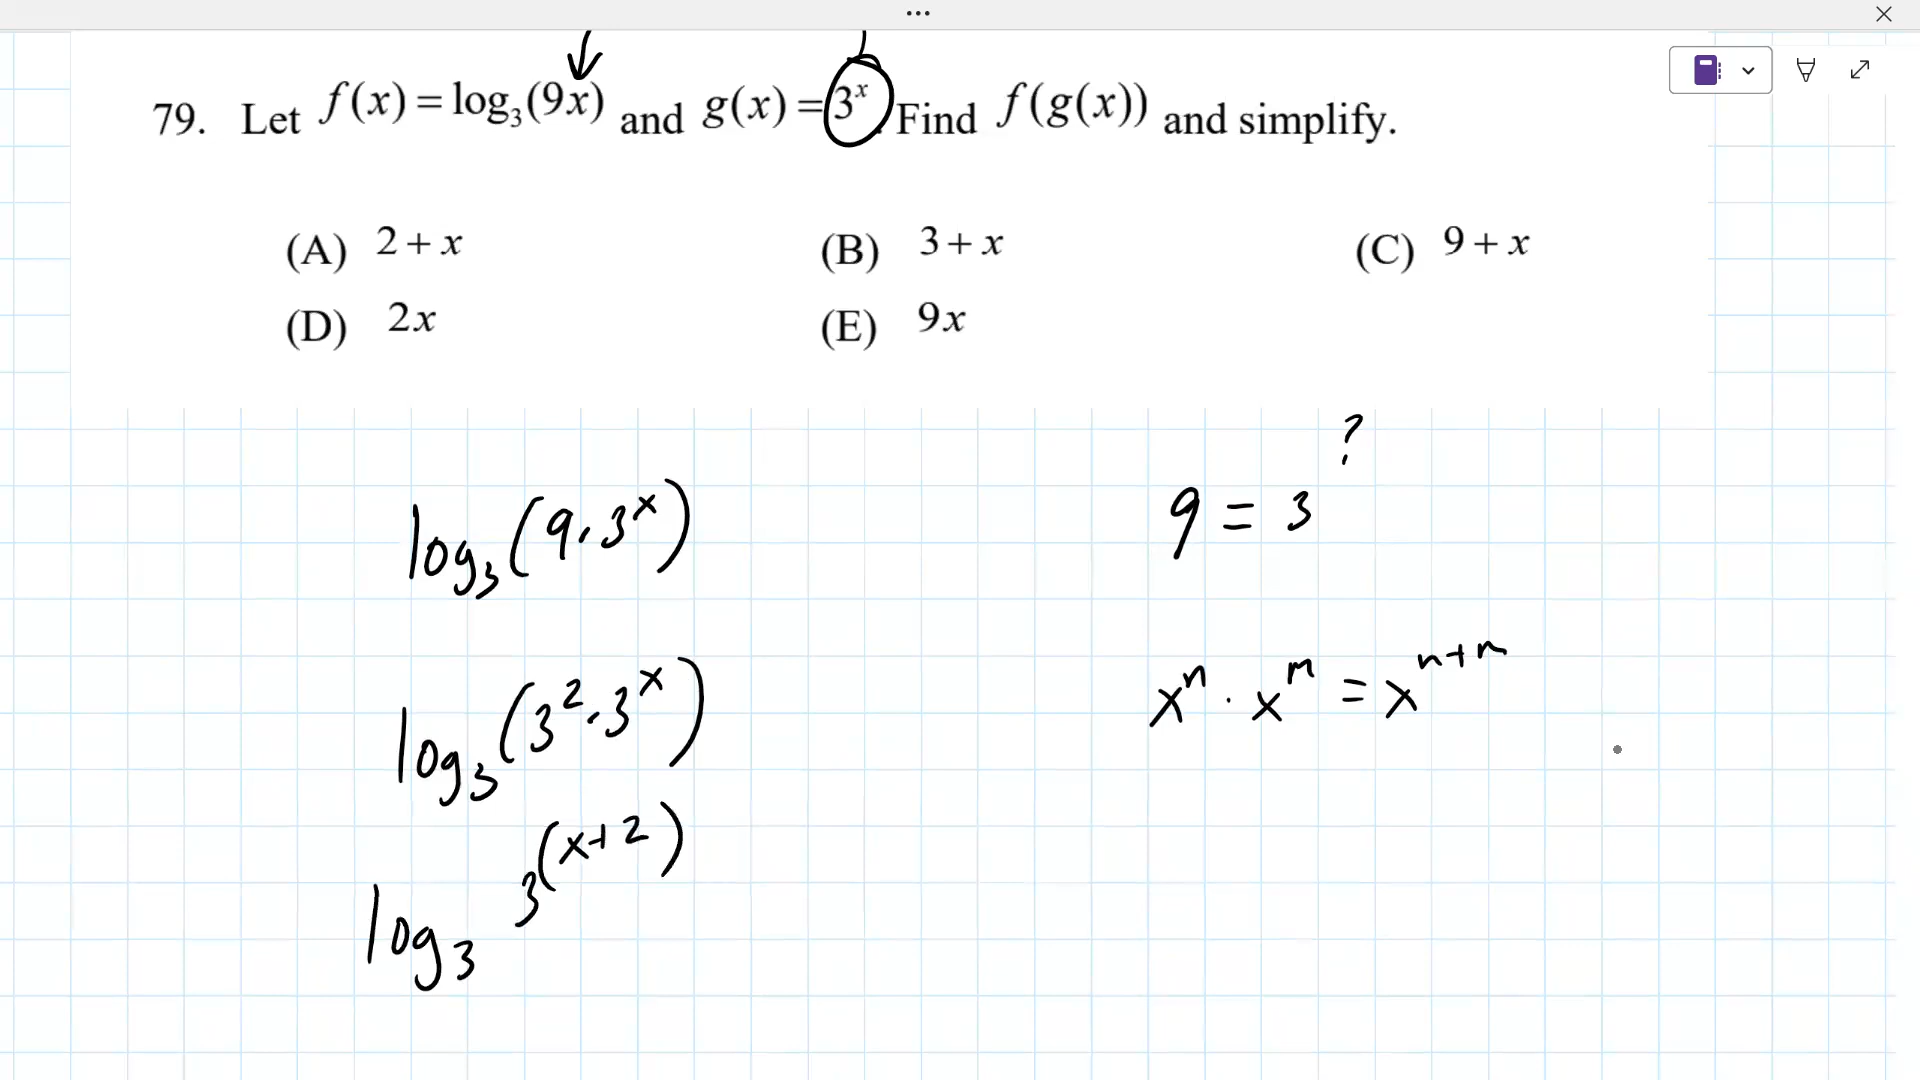 79. Let f(x) = log₃(9x) and g(x) = 3ˣ. Find f(g(x)) and simplify.
(A) 2 + x (B) 3 + x (C) 9 + x
(D) 2x (E) 9x
?
log₃(9·3ˣ) 9 = 3
log₃(3²·3ˣ) xⁿ · xᵐ = xⁿ⁺ᵐ
log₃ 3^(x+2)